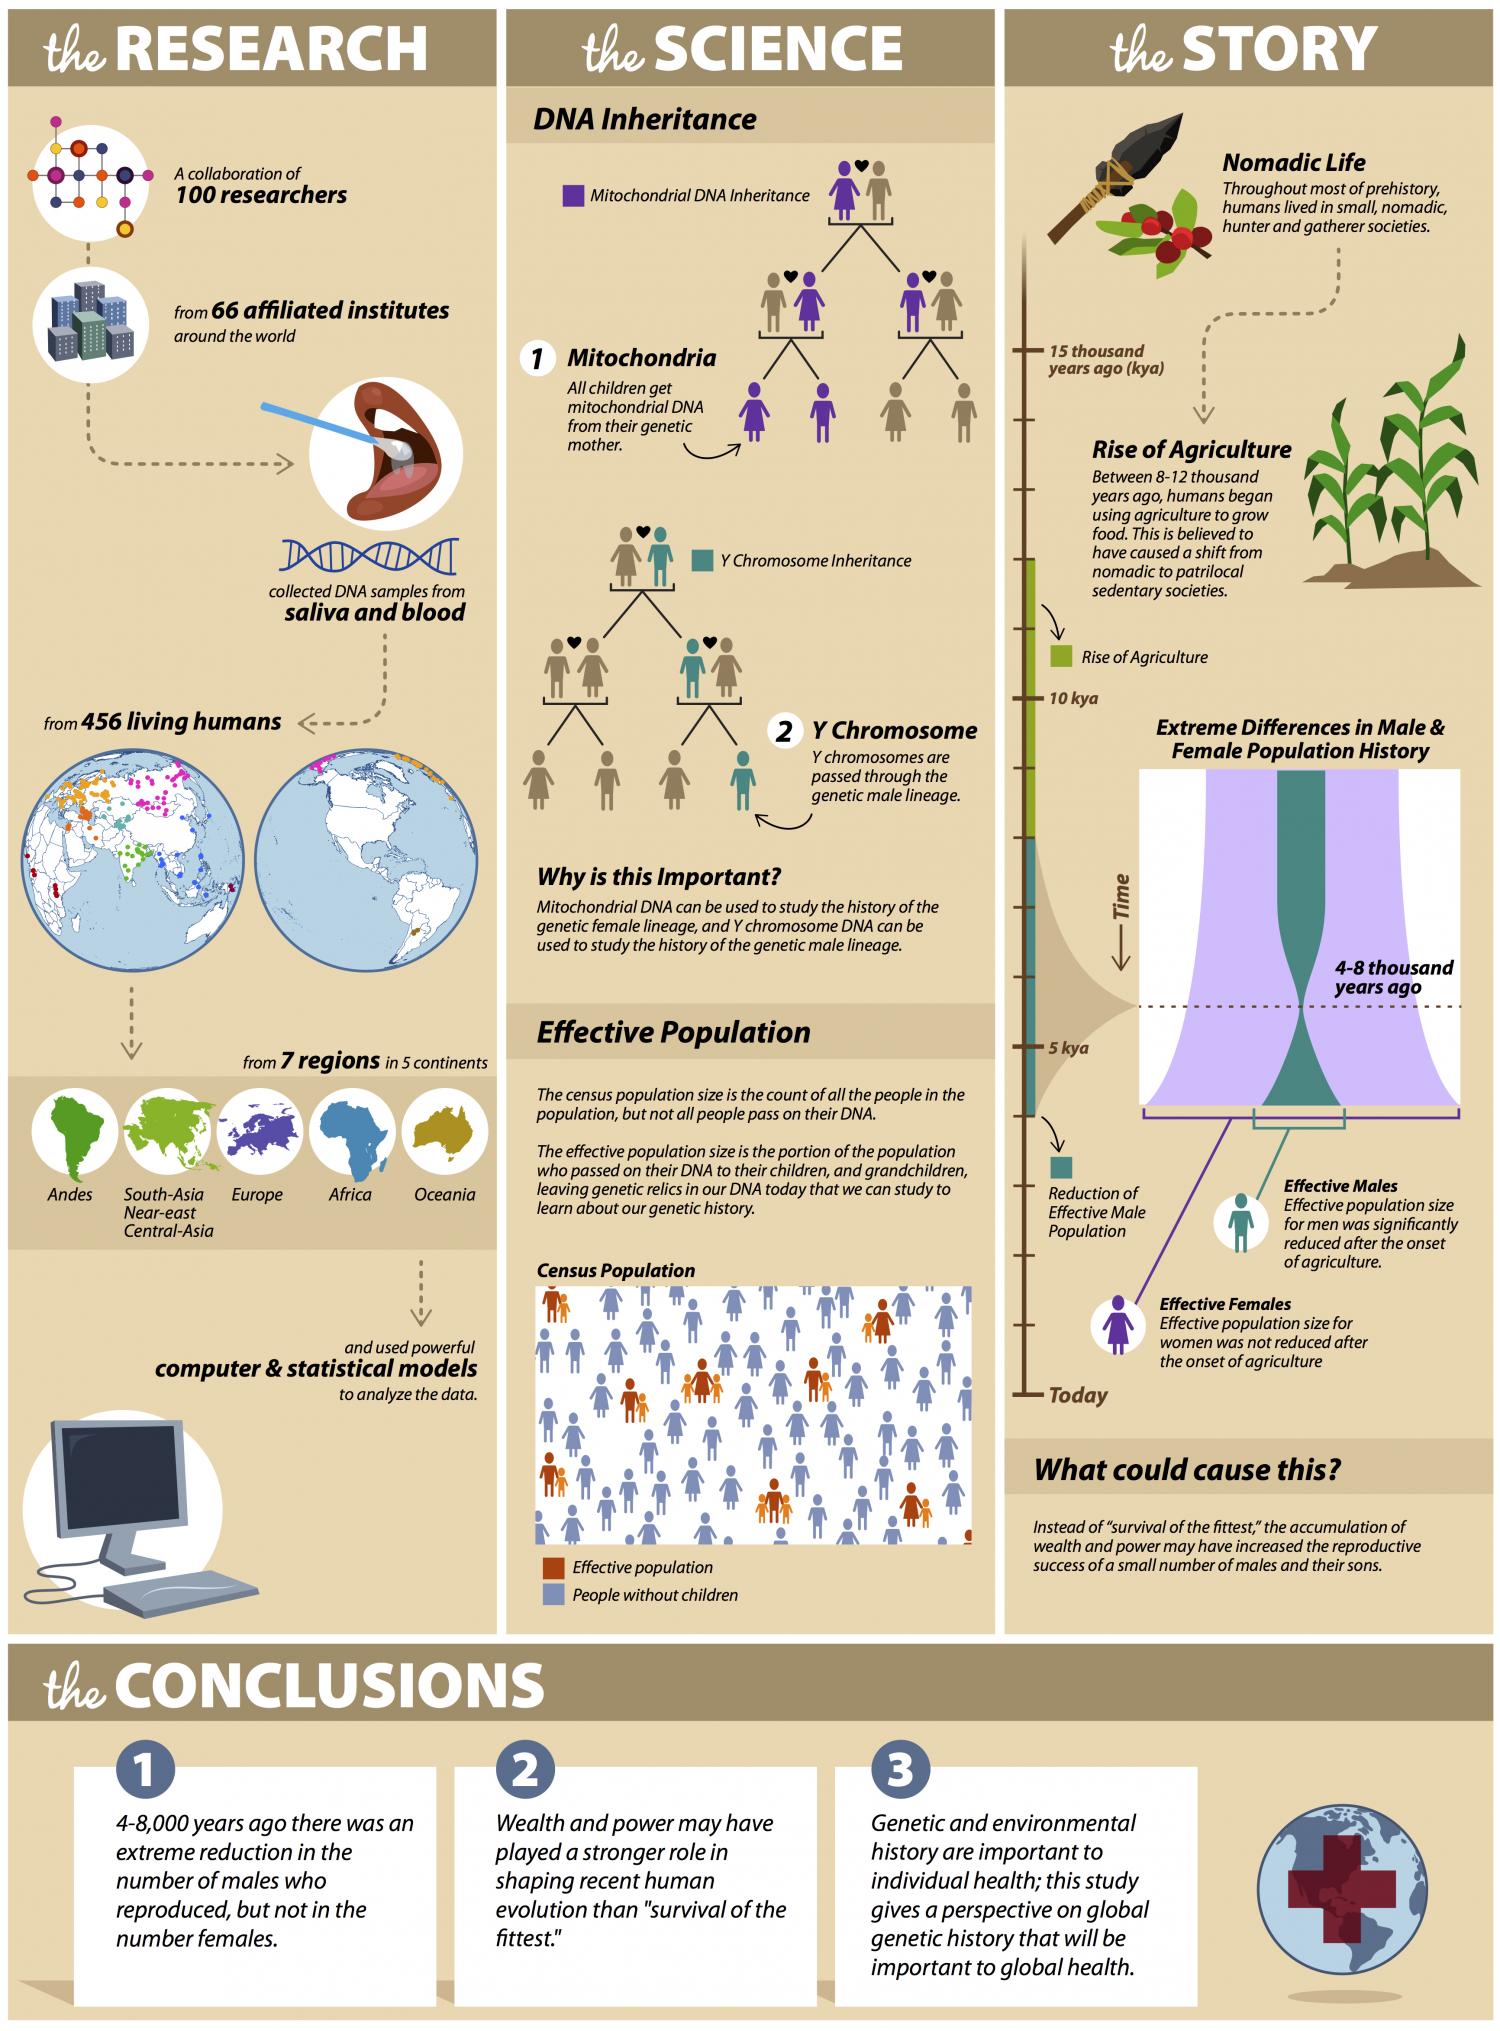 the RESEARCH
A collaboration of
100 researchers
from 66 affiliated institutes
around the world
collected DNA samples from
saliva and blood
from 456 living humans
from 7 regions in 5 continents
Andes
South-Asia
Near-east
Central-Asia
Europe
Africa
Oceania
and used powerful
computer & statistical models
to analyze the data.
the SCIENCE
DNA Inheritance
Mitochondrial DNA Inheritance
1 Mitochondria
All children get
mitochondrial DNA
from their genetic
mother.
Y Chromosome Inheritance
2 Y Chromosome
Y chromosomes are
passed through the
genetic male lineage.
Why is this Important?
Mitochondrial DNA can be used to study the history of the
genetic female lineage, and Y chromosome DNA can be
used to study the history of the genetic male lineage.
Effective Population
The census population size is the count of all the people in the
population, but not all people pass on their DNA.
The effective population size is the portion of the population
who passed on their DNA to their children, and grandchildren,
leaving genetic relics in our DNA today that we can study to
learn about our genetic history.
Census Population
Effective population
People without children
the STORY
Nomadic Life
Throughout most of prehistory,
humans lived in small, nomadic,
hunter and gatherer societies.
15 thousand
years ago (kya)
Rise of Agriculture
Between 8-12 thousand
years ago, humans began
using agriculture to grow
food. This is believed to
have caused a shift from
nomadic to patrilocal
sedentary societies.
Rise of Agriculture
10 kya
Extreme Differences in Male &
Female Population History
Time
4-8 thousand
years ago
5 kya
Reduction of
Effective Male
Population
Effective Males
Effective population size
for men was significantly
reduced after the onset
of agriculture.
Effective Females
Effective population size for
women was not reduced after
the onset of agriculture
Today
What could cause this?
Instead of "survival of the fittest," the accumulation of
wealth and power may have increased the reproductive
success of a small number of males and their sons.
the CONCLUSIONS
1
4-8,000 years ago there was an
extreme reduction in the
number of males who
reproduced, but not in the
number females.
2
Wealth and power may have
played a stronger role in
shaping recent human
evolution than "survival of the
fittest."
3
Genetic and environmental
history are important to
individual health; this study
gives a perspective on global
genetic history that will be
important to global health.